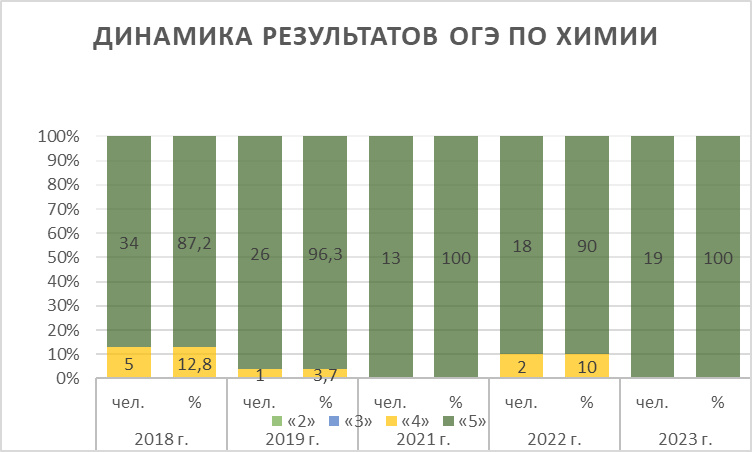 ДИНАМИКА РЕЗУЛЬТАТОВ ОГЭ ПО ХИМИИ
100%
90%
80%
70%
60%
50%
40%
30%
20%
10%
0%
34 87,2 26 96,3 13 100 18 90 19 100
5 12,8 1 3,7 2 10
чел. % чел. % чел. % чел. % чел. %
«2» «3» «4» «5»
2018 г. 2019 г. 2021 г. 2022 г. 2023 г.